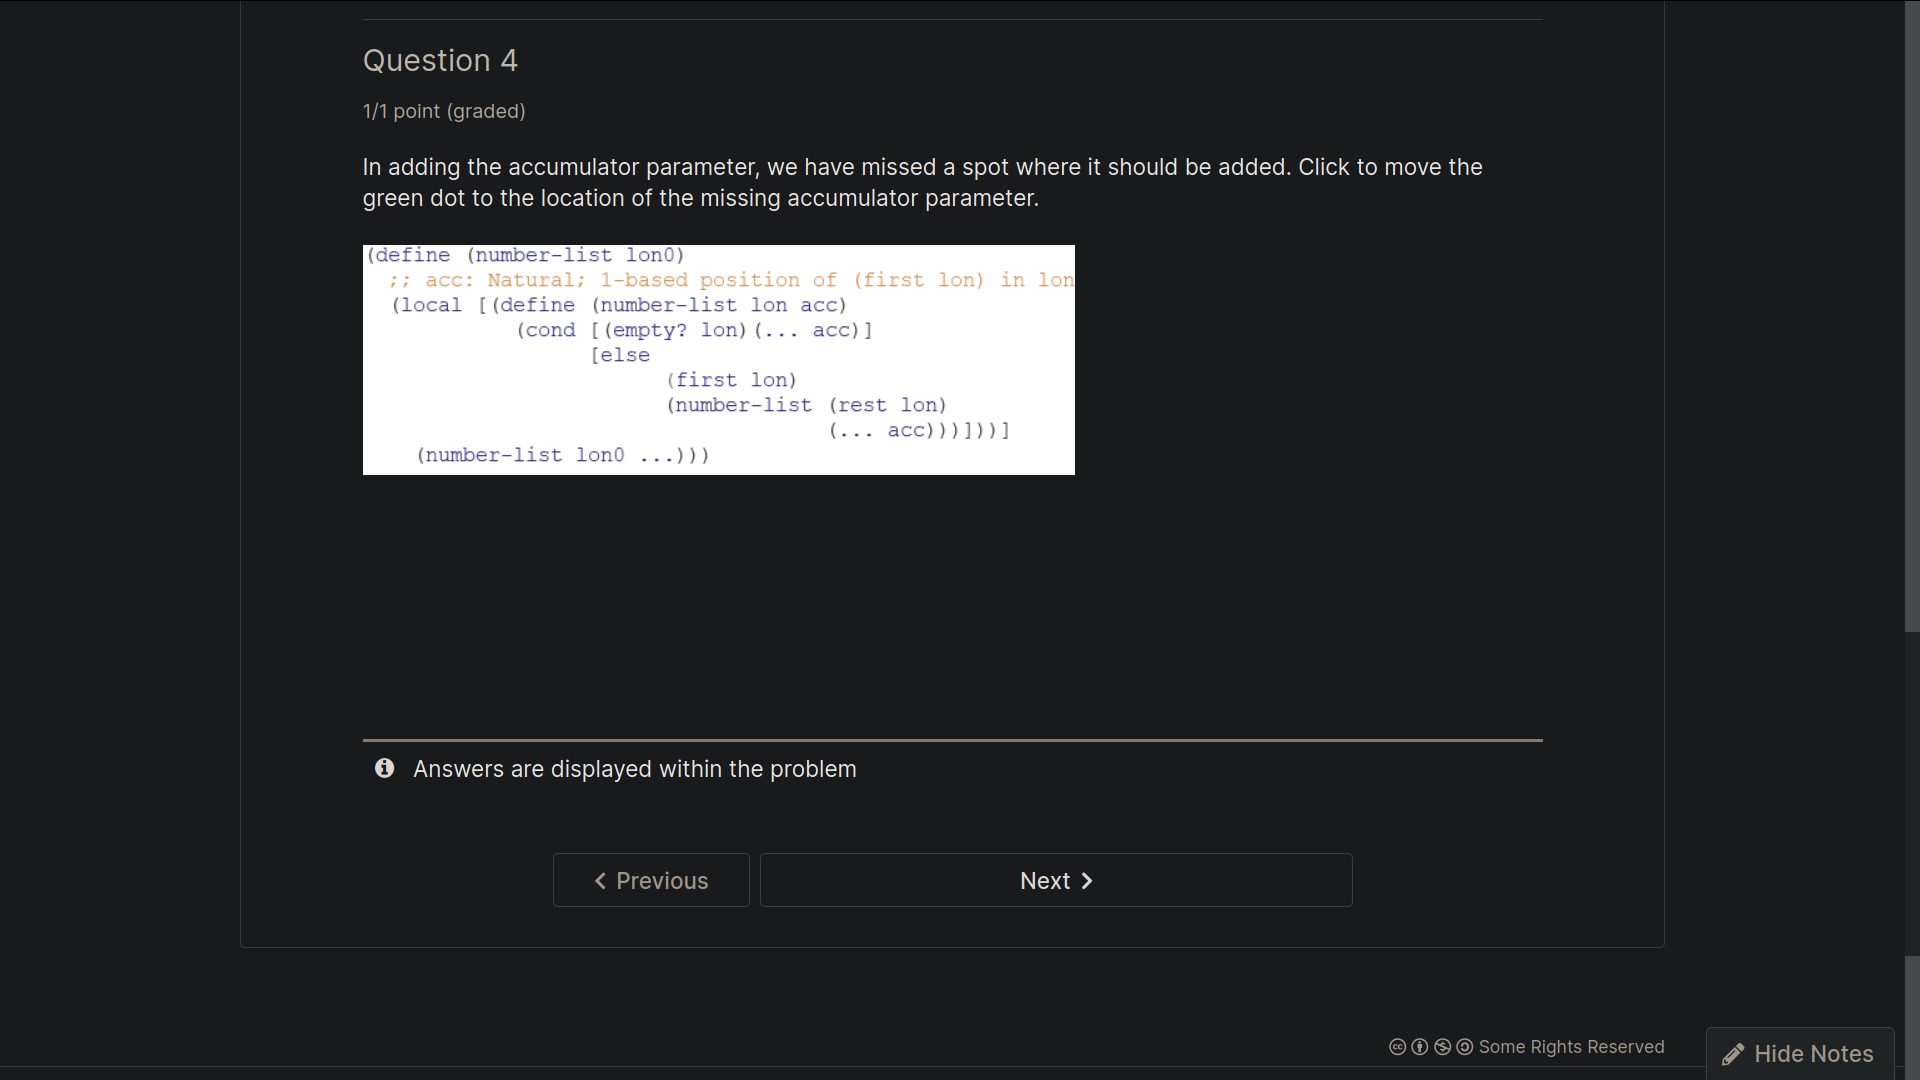 Question 4
1/1 point (graded)
In adding the accumulator parameter, we have missed a spot where it should be added. Click to move the
green dot to the location of the missing accumulator parameter.
(define (number-list lon0)
;; acc: Natural; 1-based position of (first lon) in lon
(local [(define (number-list lon acc)
(cond [(empty? lon)(... acc)]
[else
(first lon)
(number-list (rest lon)
(... acc)))]))]
(number-list lon0 ...)))
Answers are displayed within the problem
Previous
Next
Some Rights Reserved
Hide Notes